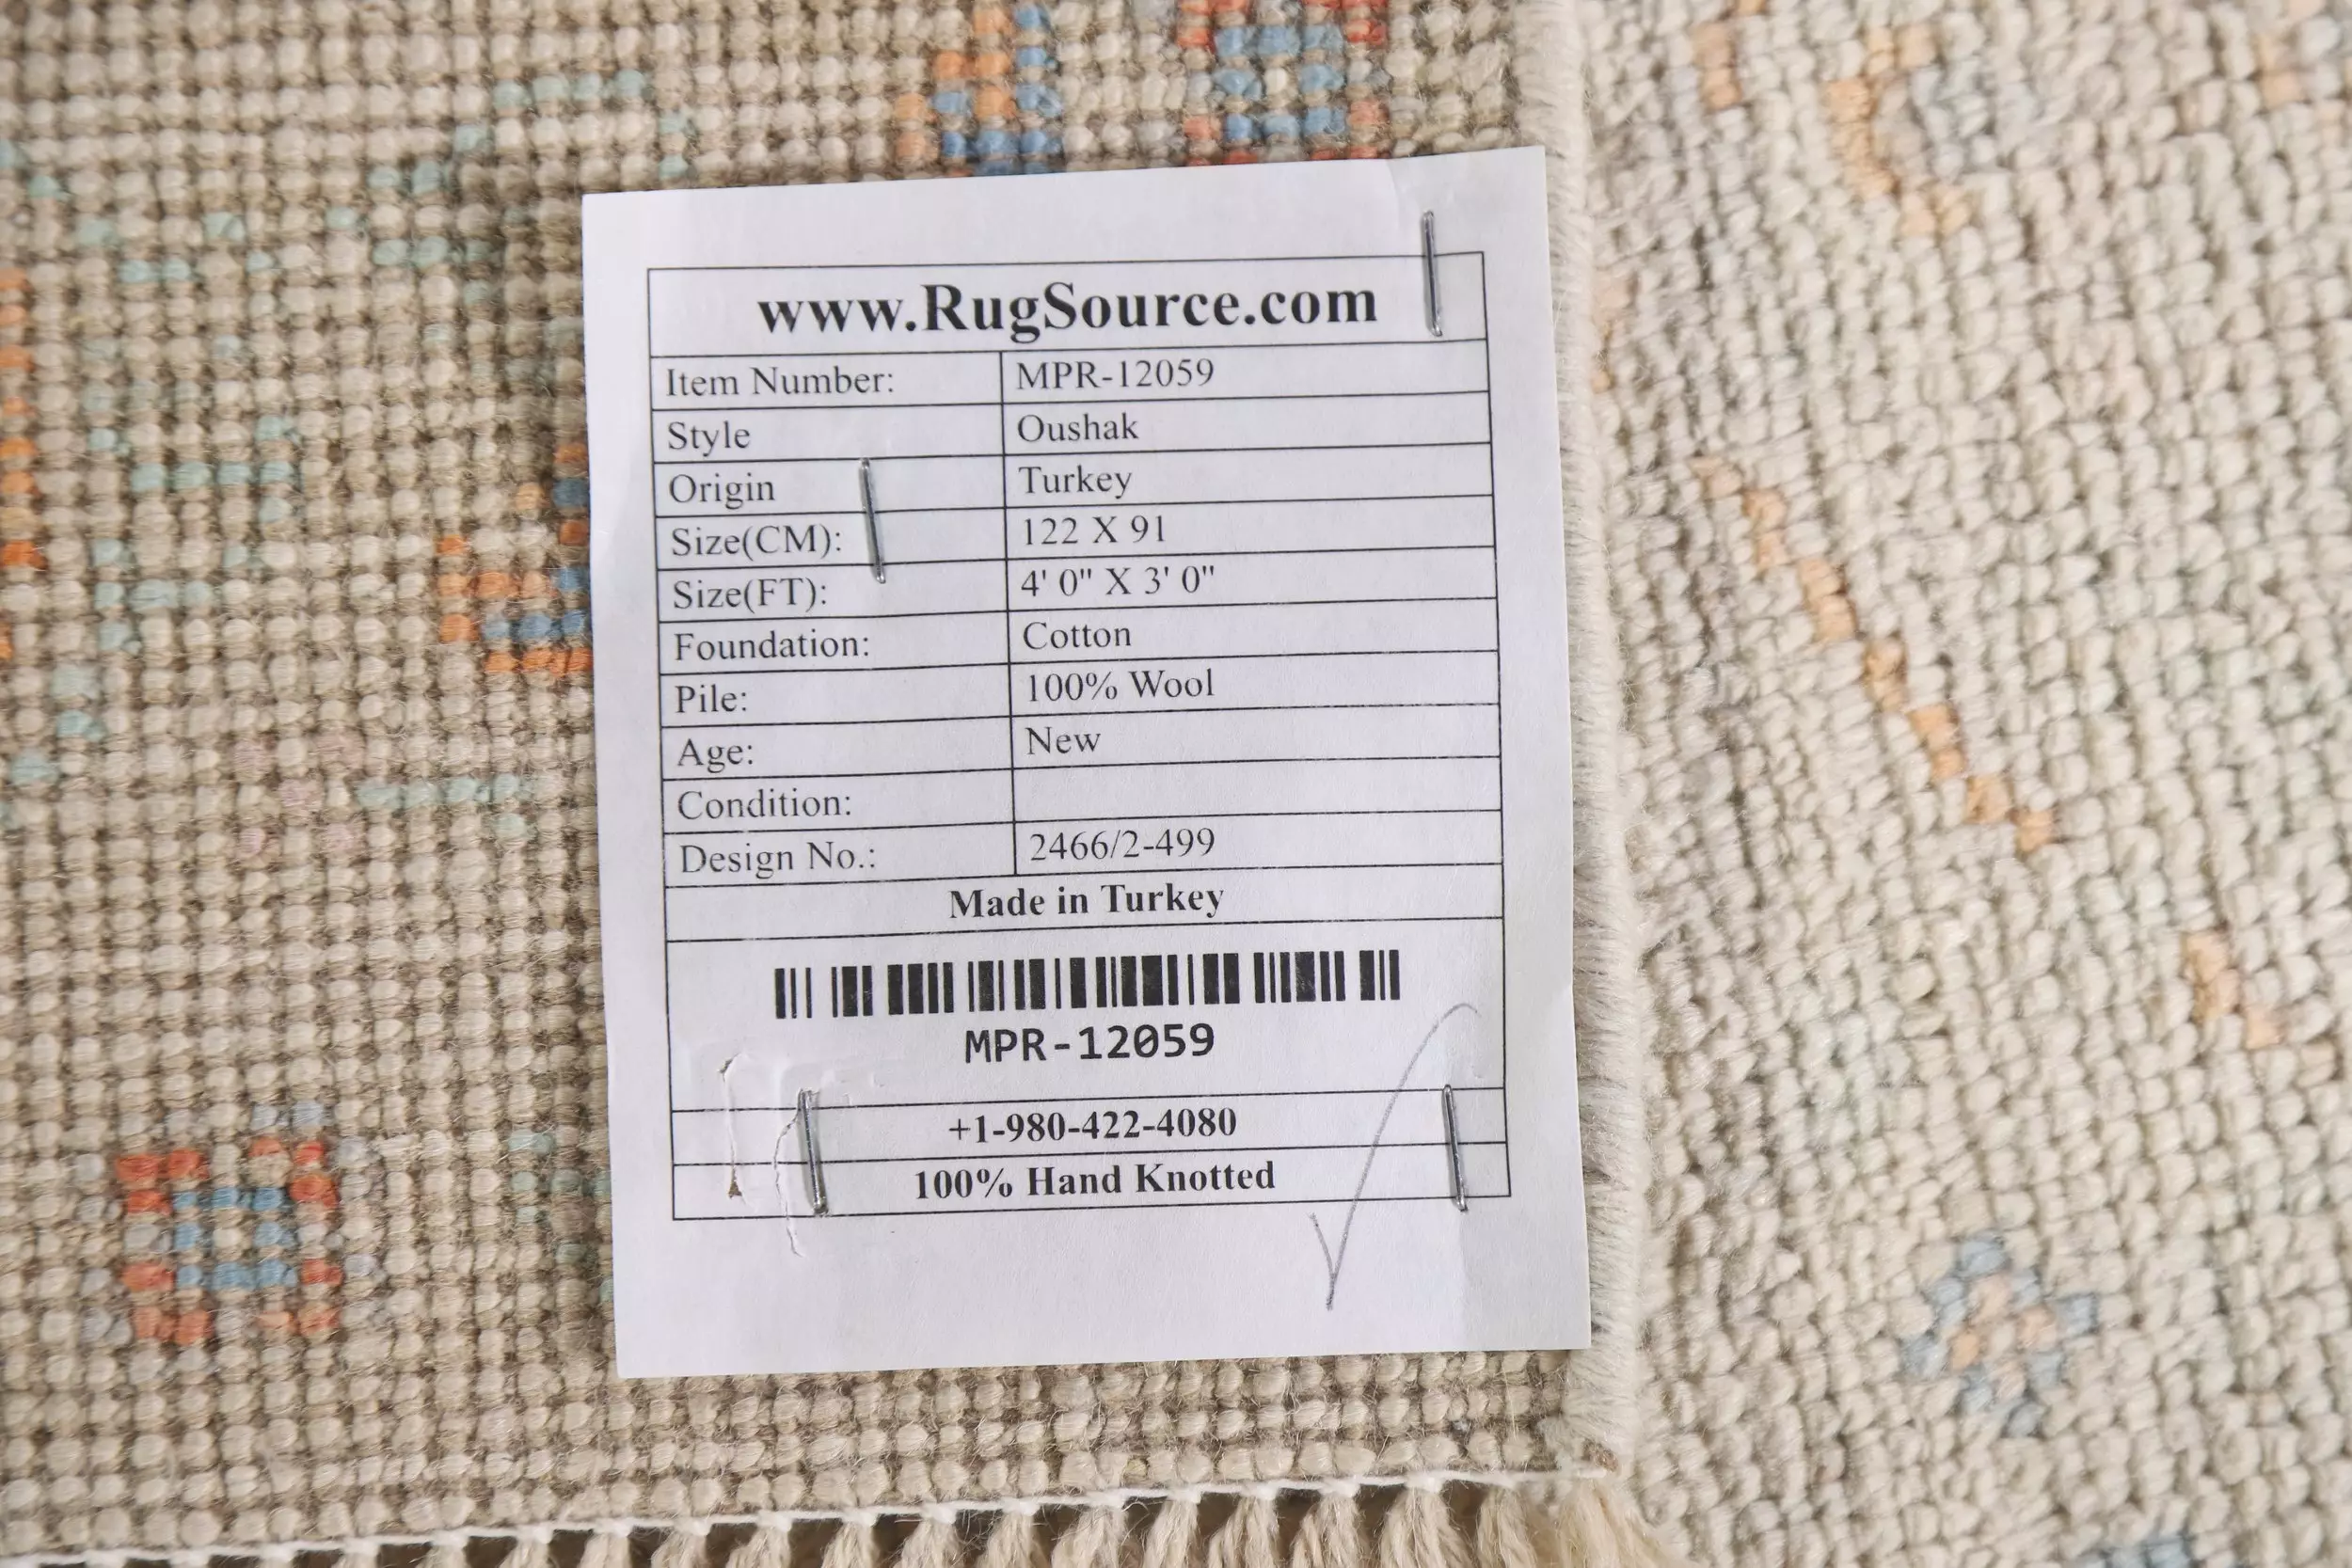 www.RugSource.com
Item Number: MPR-12059
Style Oushak
Origin Turkey
Size(CM): 122 X 91
Size(FT): 4' 0" X 3' 0"
Foundation: Cotton
Pile: 100% Wool
Age: New
Condition:
Design No.: 2466/2-499
Made in Turkey
MPR-12059
+1-980-422-4080
100% Hand Knotted